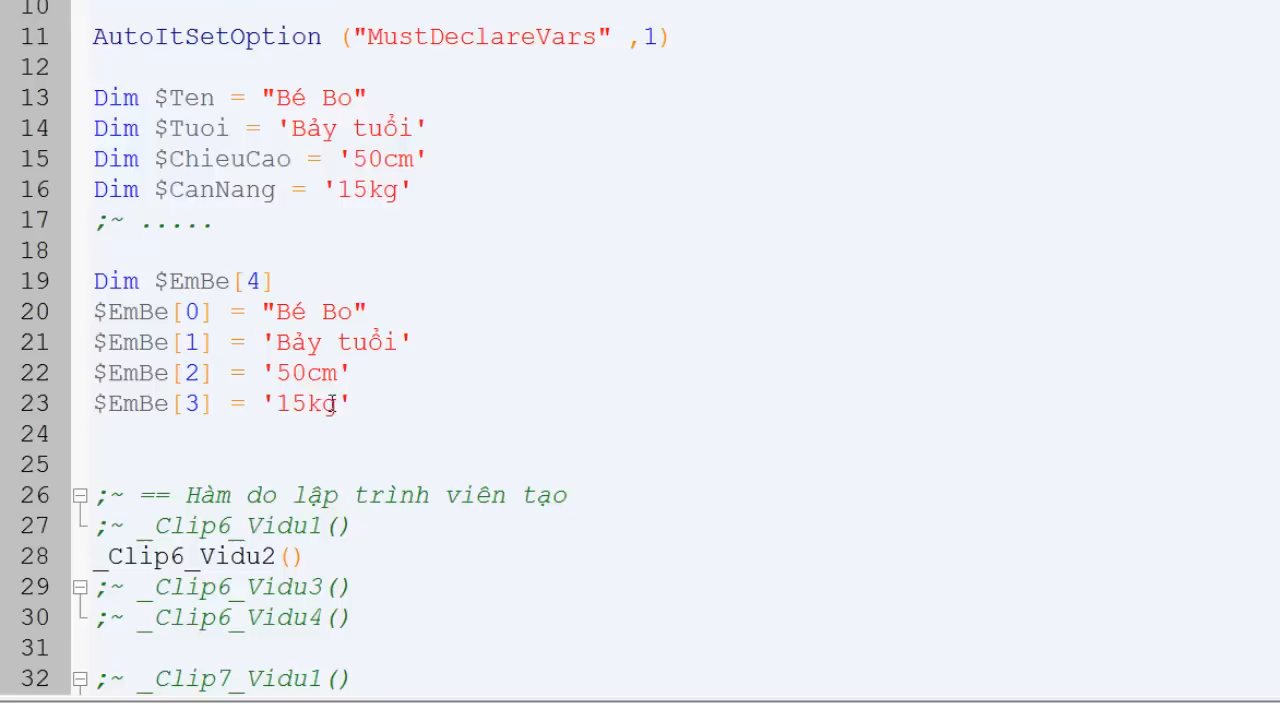 10
11 AutoItSetOption ("MustDeclareVars" ,1)
12
13 Dim $Ten = "Bé Bo"
14 Dim $Tuoi = 'Bảy tuổi'
15 Dim $ChieuCao = '50cm'
16 Dim $CanNang = '15kg'
17 ;~ .....
18
19 Dim $EmBe[4]
20 $EmBe[0] = "Bé Bo"
21 $EmBe[1] = 'Bảy tuổi'
22 $EmBe[2] = '50cm'
23 $EmBe[3] = '15kg'
24
25
26 ;~ == Hàm do lập trình viên tạo
27 ;~ _Clip6_Vidu1()
28 _Clip6_Vidu2()
29 ;~ _Clip6_Vidu3()
30 ;~ _Clip6_Vidu4()
31
32 ;~ _Clip7_Vidu1()